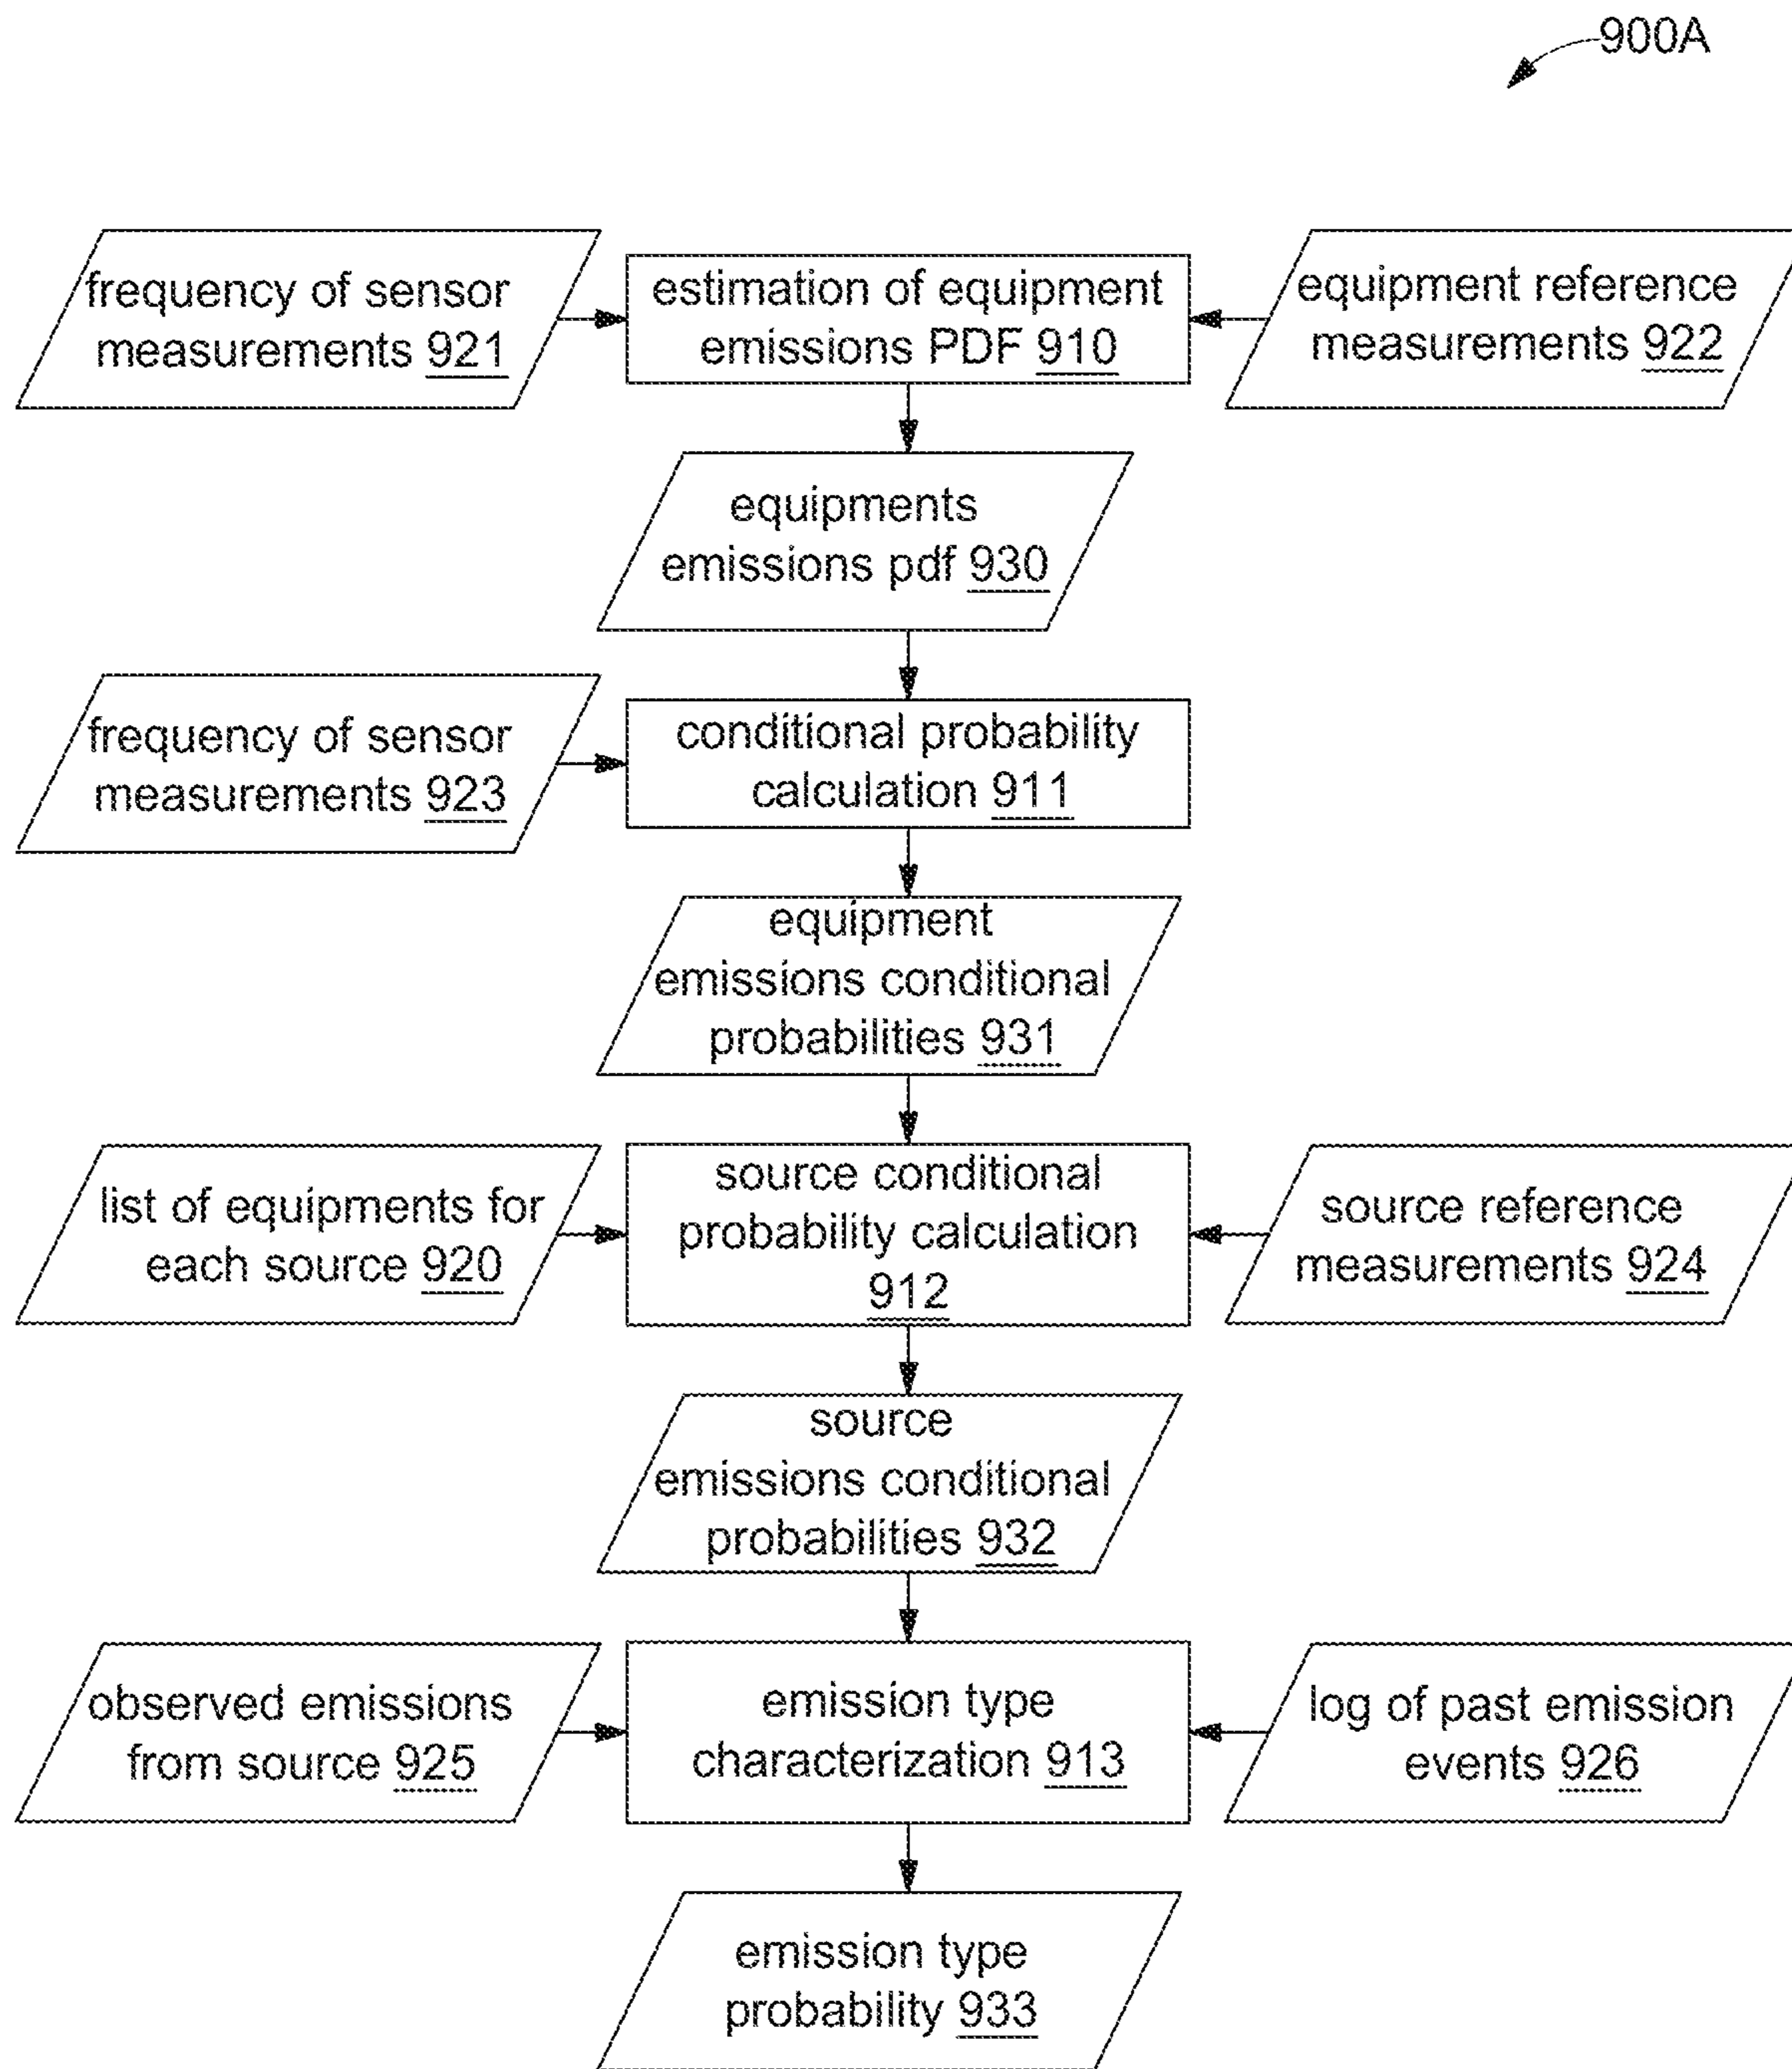 900A
frequency of sensor
measurements 921
estimation of equipment
emissions PDF 910
equipment reference
measurements 922
equipments
emissions pdf 930
frequency of sensor
measurements 923
conditional probability
calculation 911
equipment
emissions conditional
probabilities 931
list of equipments for
each source 920
source conditional
probability calculation
912
source reference
measurements 924
source
emissions conditional
probabilities 932
observed emissions
from source 925
emission type
characterization 913
log of past emission
events 926
emission type
probability 933